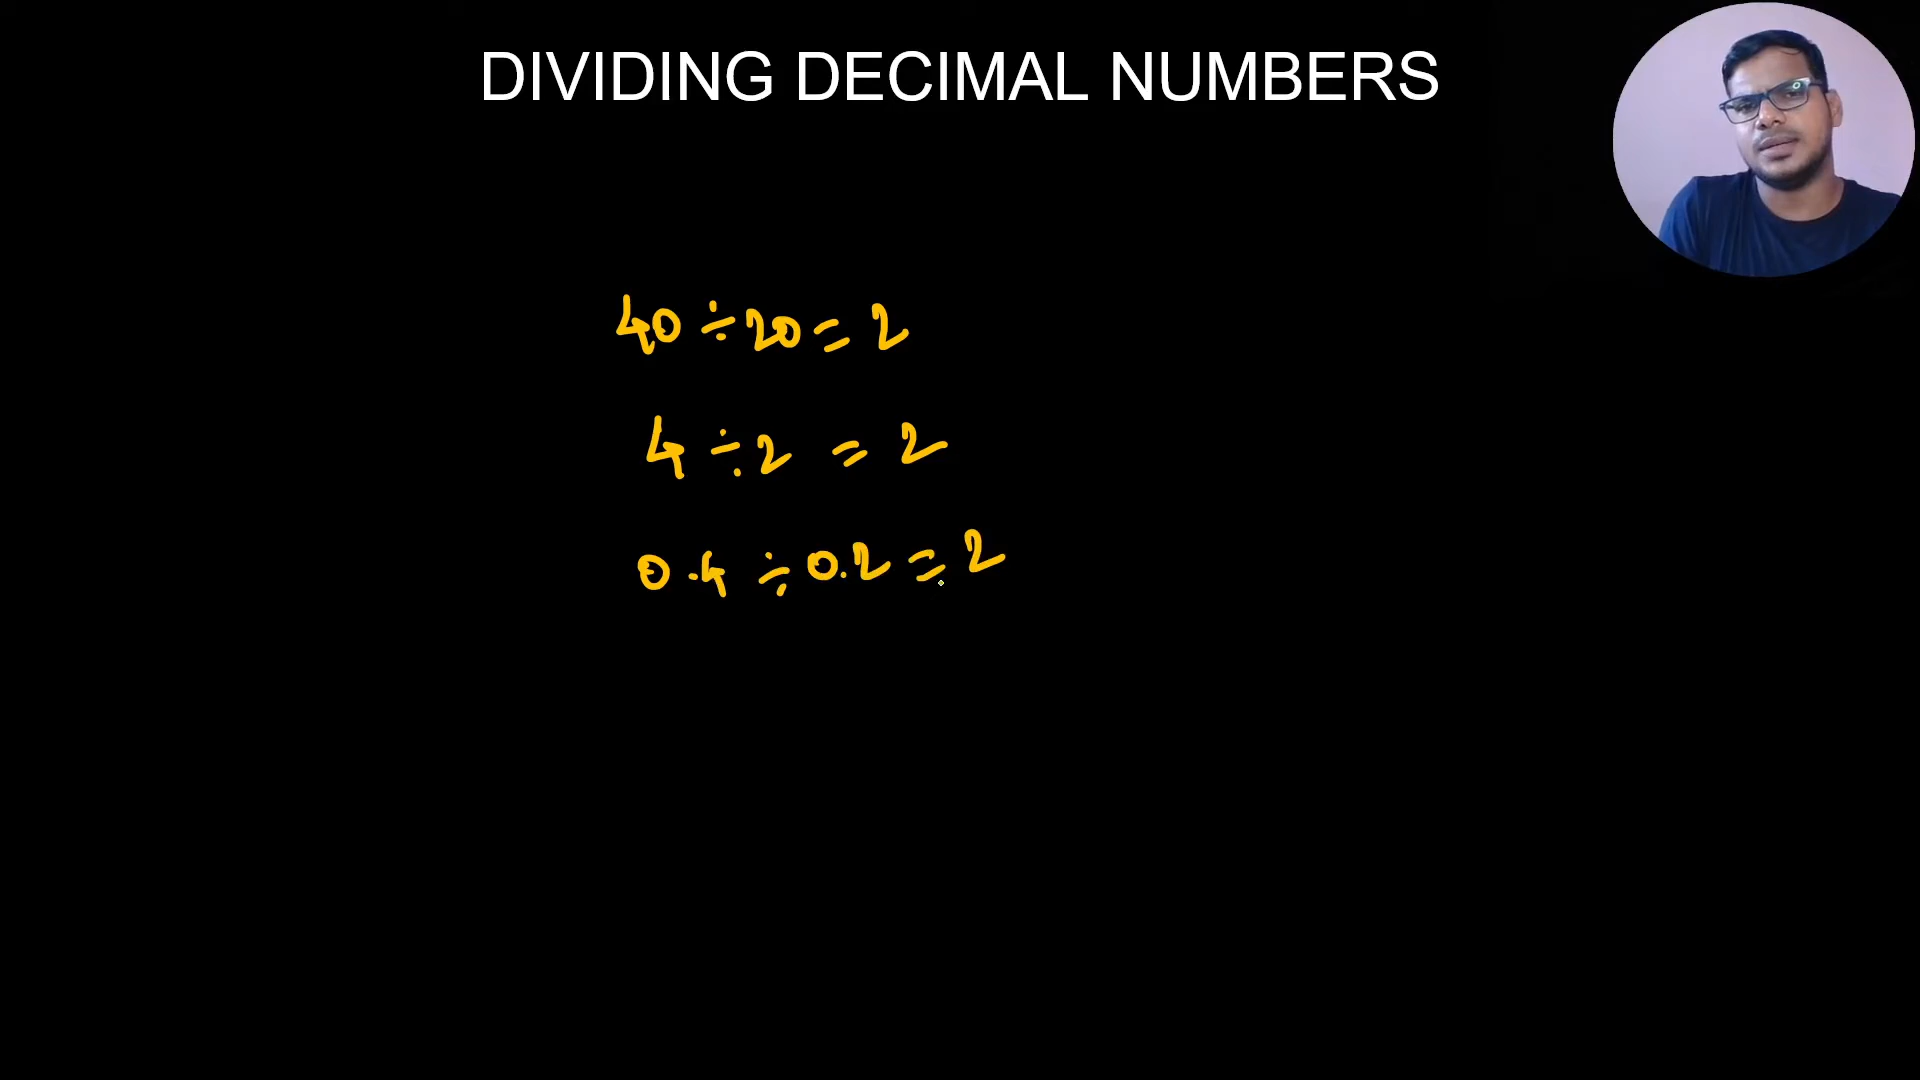 DIVIDING DECIMAL NUMBERS
40 ÷ 20 = 2
4 ÷ 2 = 2
0.4 ÷ 0.2 = 2